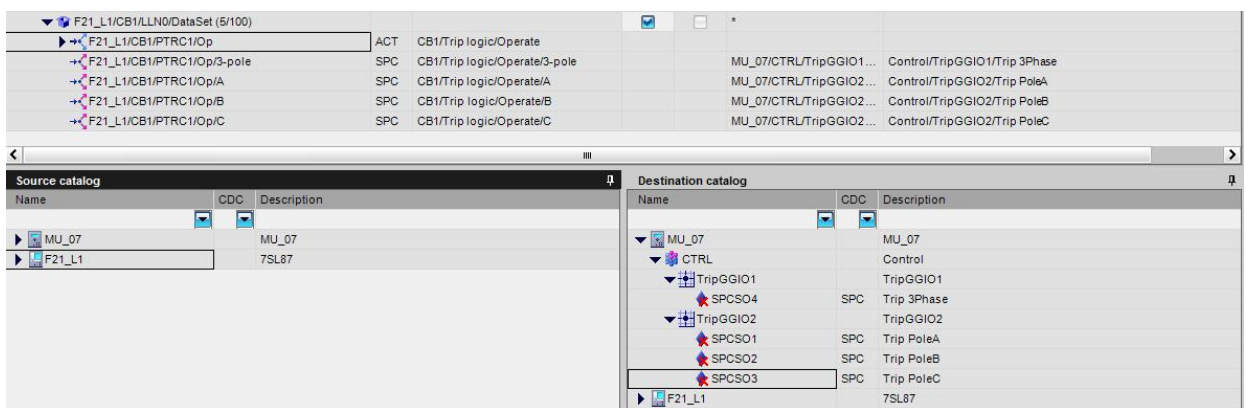 F21_L1/CB1/LLN0/DataSet (5/100) *
F21_L1/CB1/PTRC1/Op ACT CB1/Trip logic/Operate
F21_L1/CB1/PTRC1/Op/3-pole SPC CB1/Trip logic/Operate/3-pole MU_07/CTRL/TripGGIO1... Control/TripGGIO1/Trip 3Phase
F21_L1/CB1/PTRC1/Op/A SPC CB1/Trip logic/Operate/A MU_07/CTRL/TripGGIO2... Control/TripGGIO2/Trip PoleA
F21_L1/CB1/PTRC1/Op/B SPC CB1/Trip logic/Operate/B MU_07/CTRL/TripGGIO2... Control/TripGGIO2/Trip PoleB
F21_L1/CB1/PTRC1/Op/C SPC CB1/Trip logic/Operate/C MU_07/CTRL/TripGGIO2... Control/TripGGIO2/Trip PoleC
Source catalog
Name CDC Description
MU_07 MU_07
F21_L1 7SL87
Destination catalog
Name CDC Description
MU_07 MU_07
CTRL Control
TripGGIO1 TripGGIO1
SPCSO4 SPC Trip 3Phase
TripGGIO2 TripGGIO2
SPCSO1 SPC Trip PoleA
SPCSO2 SPC Trip PoleB
SPCSO3 SPC Trip PoleC
F21_L1 7SL87